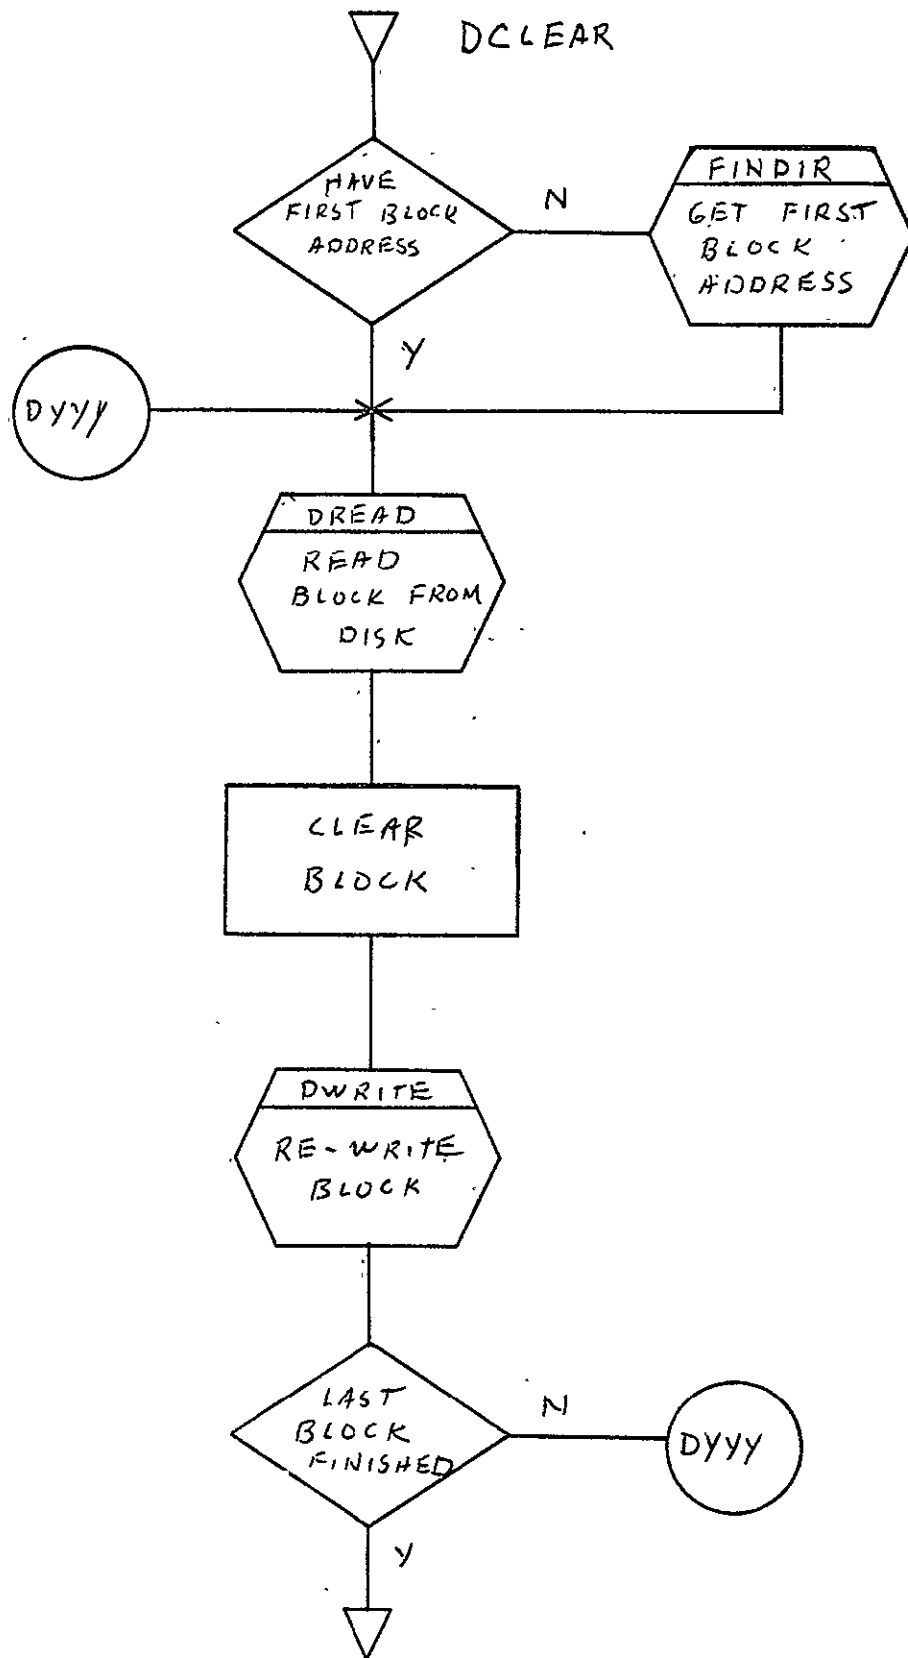 DCLEAR
HAVE
FIRST BLOCK
ADDRESS
N
FINDIR
GET FIRST
BLOCK
ADDRESS
Y
DYYY
DREAD
READ
BLOCK FROM
DISK
CLEAR
BLOCK
DWRITE
RE-WRITE
BLOCK
LAST
BLOCK
FINISHED
N
DYYY
Y